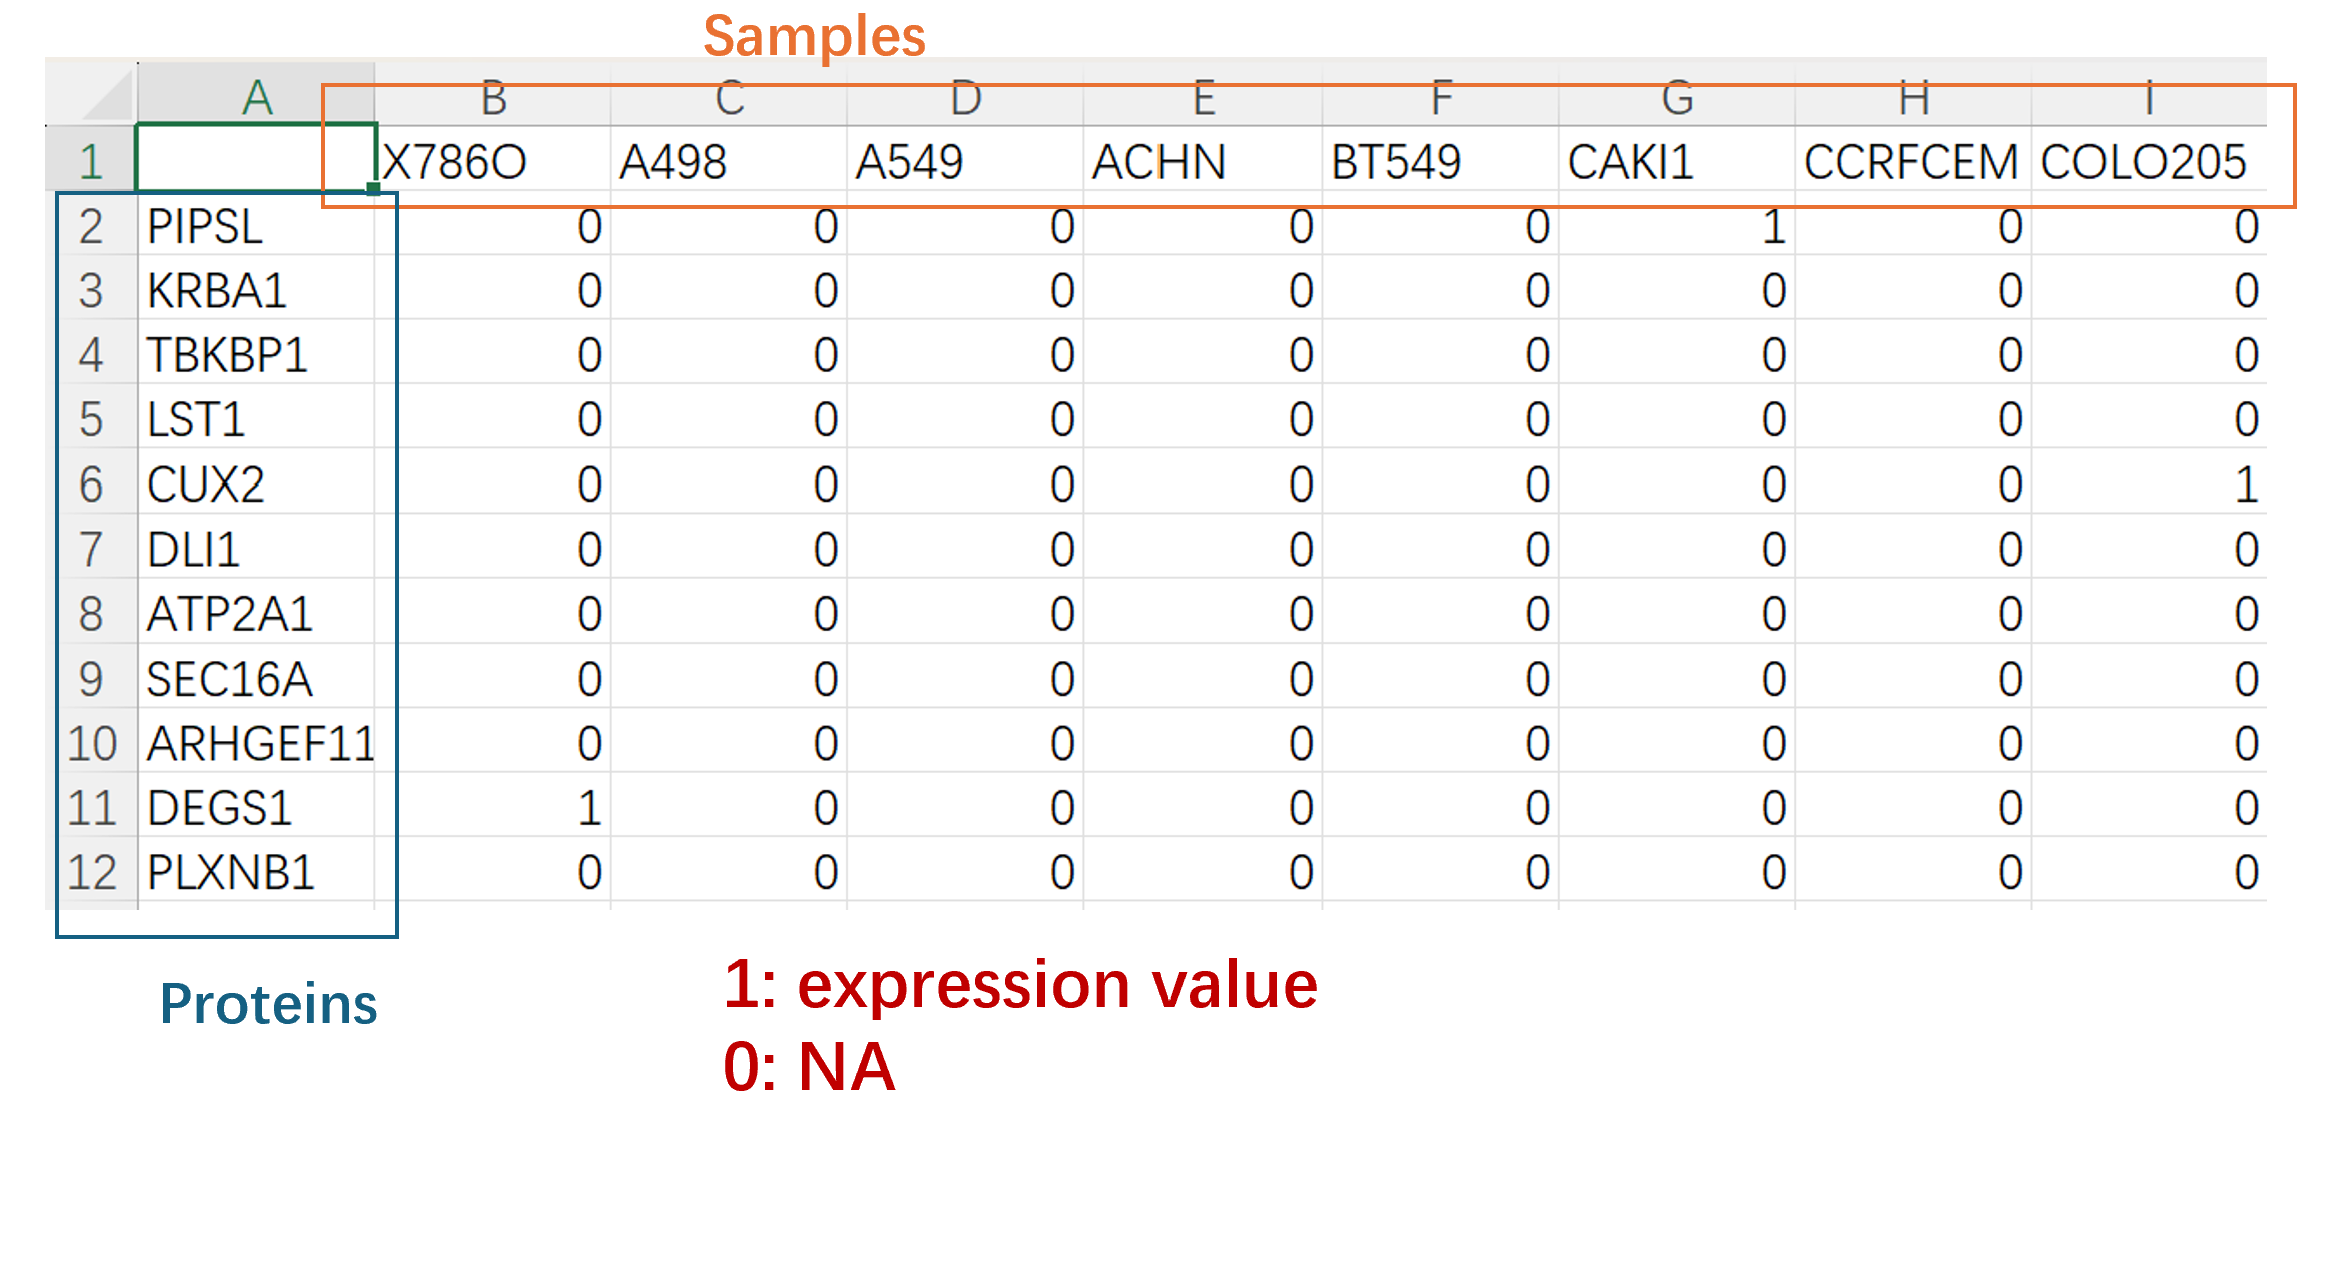 Samples
A B C D E F G H I
1 X786O A498 A549 ACHN BT549 CAKI1 CCRFCEM COLO205
2 PIPSL 0 0 0 0 0 1 0 0
3 KRBA1 0 0 0 0 0 0 0 0
4 TBKBP1 0 0 0 0 0 0 0 0
5 LST1 0 0 0 0 0 0 0 0
6 CUX2 0 0 0 0 0 0 0 1
7 DLI1 0 0 0 0 0 0 0 0
8 ATP2A1 0 0 0 0 0 0 0 0
9 SEC16A 0 0 0 0 0 0 0 0
10 ARHGEF11 0 0 0 0 0 0 0 0
11 DEGS1 1 0 0 0 0 0 0 0
12 PLXNB1 0 0 0 0 0 0 0 0
Proteins
1: expression value
0: NA